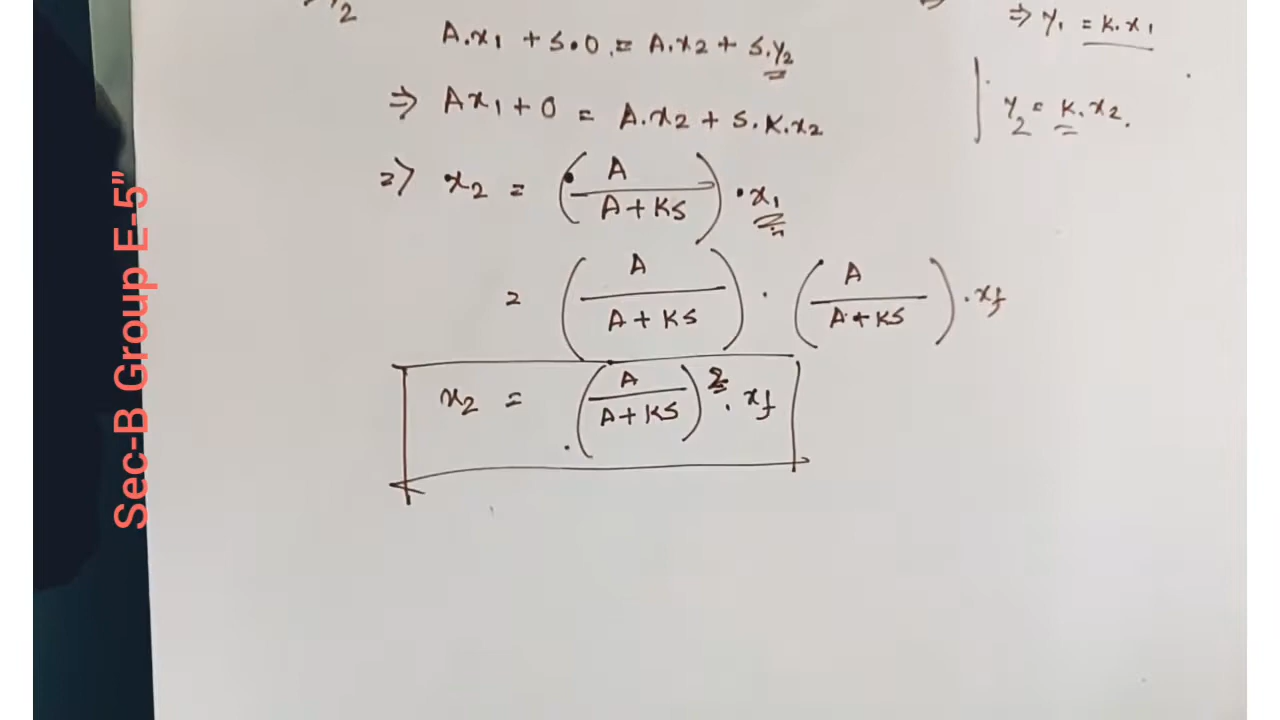 A.x₁ + S.0 = A.x₂ + S.y₂
⇒ y₁ = K.x₁
⇒ Ax₁ + 0 = A.x₂ + S.K.x₂
y₂ = K.x₂.
⇒ x₂ = (A / A + KS) . x₁
= (A / A + KS) . (A / A + KS) . x_f
x₂ = (A / A + KS)² . x_f
Sec-B Group E-5"